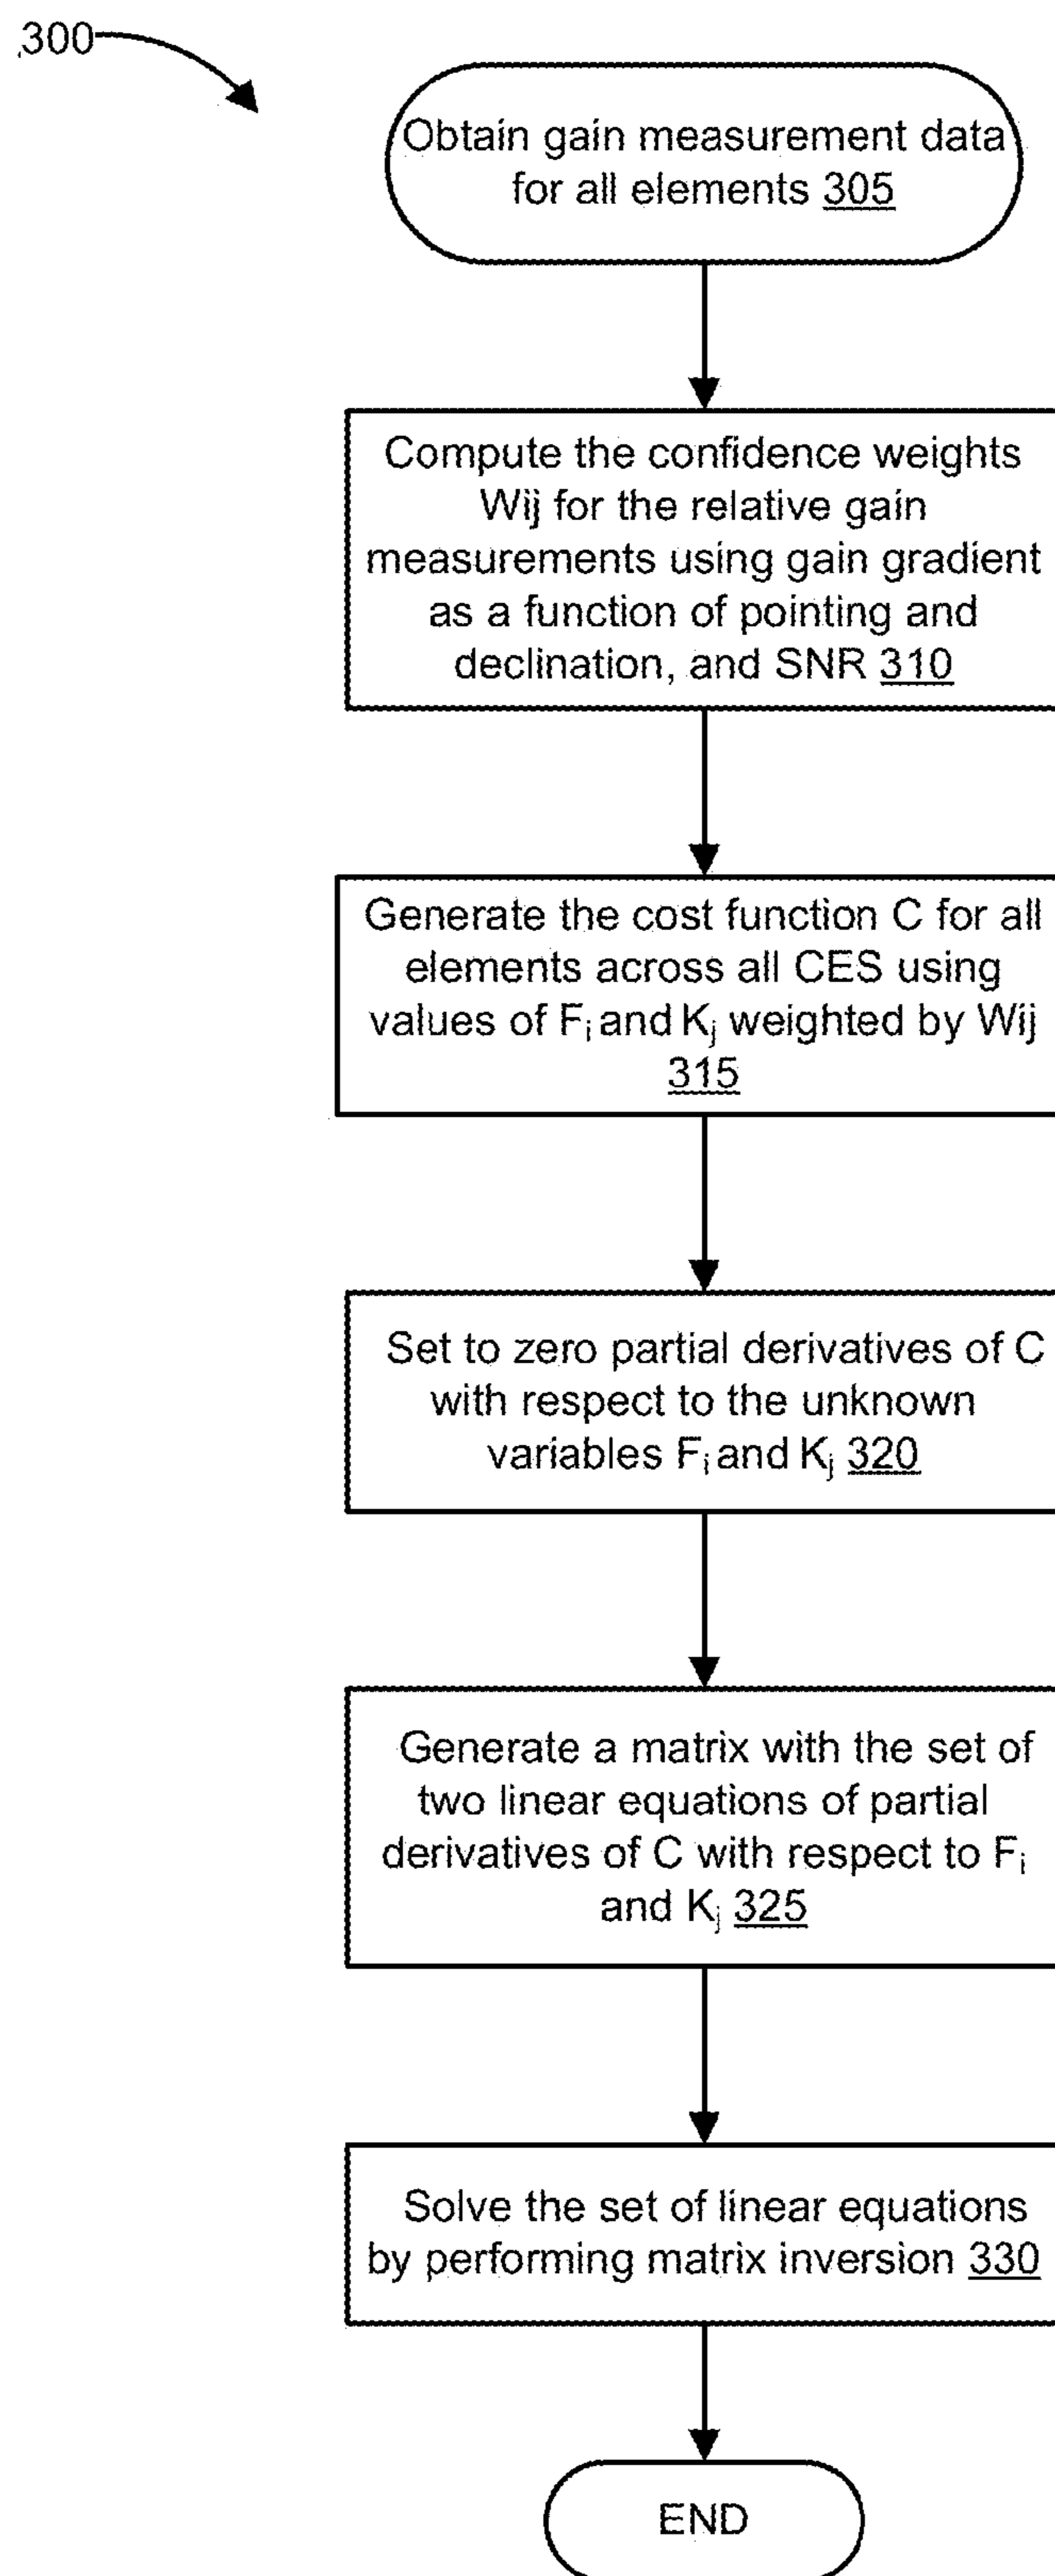 300
Obtain gain measurement data
for all elements 305
Compute the confidence weights
Wij for the relative gain
measurements using gain gradient
as a function of pointing and
declination, and SNR 310
Generate the cost function C for all
elements across all CES using
values of Fi and Kj weighted by Wij
315
Set to zero partial derivatives of C
with respect to the unknown
variables Fi and Kj 320
Generate a matrix with the set of
two linear equations of partial
derivatives of C with respect to Fi
and Kj 325
Solve the set of linear equations
by performing matrix inversion 330
END